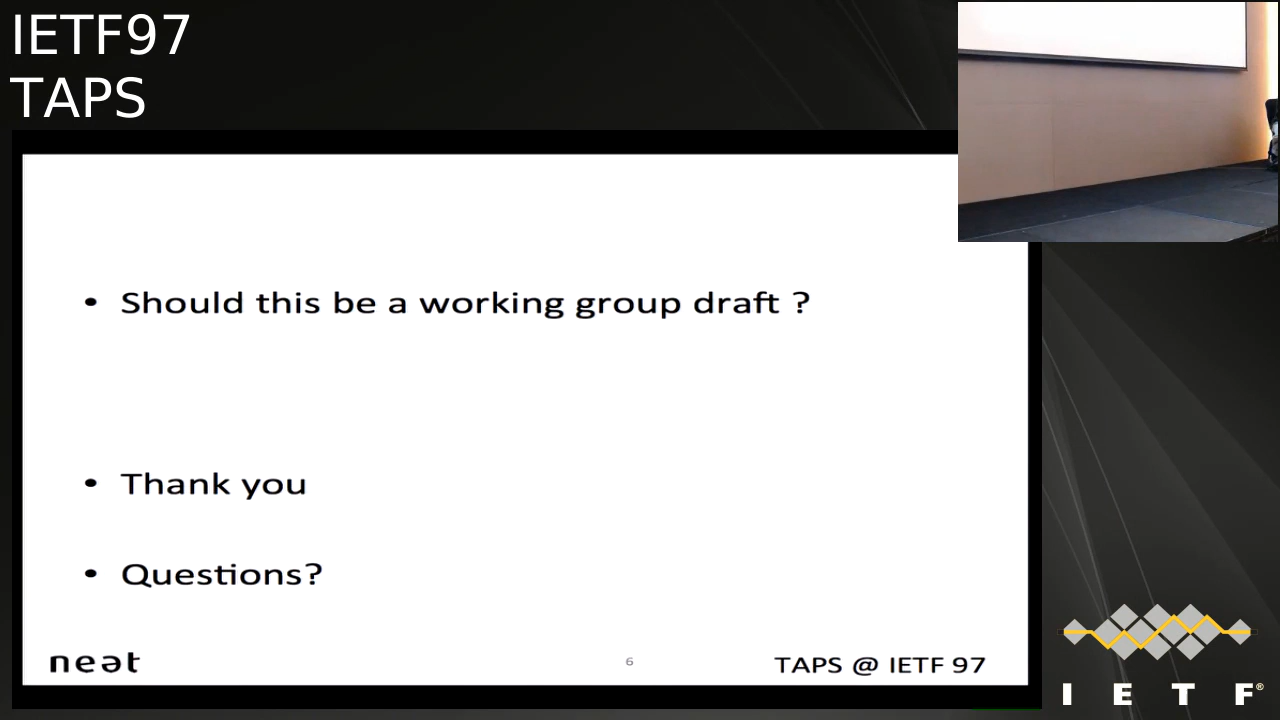 IETF97
TAPS
• Should this be a working group draft ?
• Thank you
• Questions?
neat
6
TAPS @ IETF 97
I E T F®